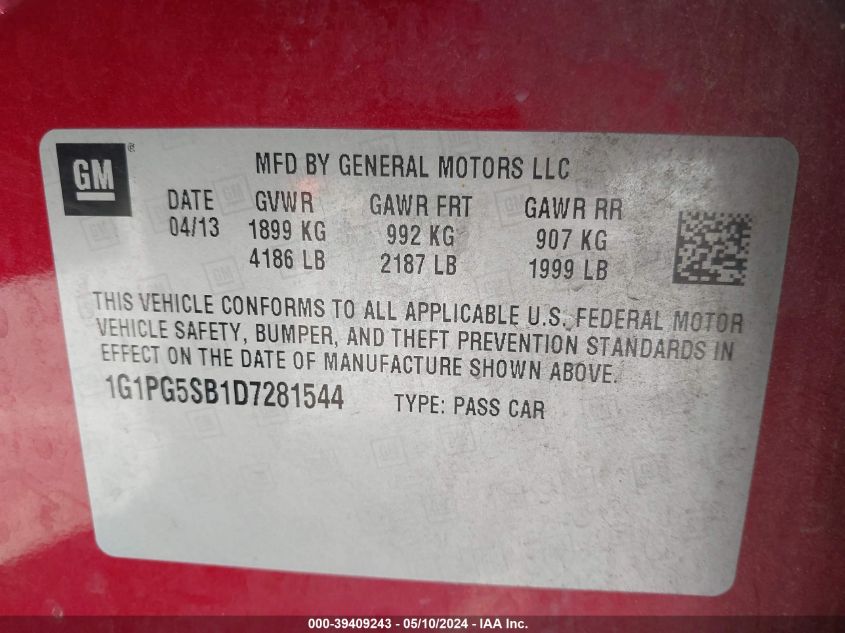 GM®
MFD BY GENERAL MOTORS LLC
DATE GVWR GAWR FRT GAWR RR
04/13 1899 KG 992 KG 907 KG
4186 LB 2187 LB 1999 LB
THIS VEHICLE CONFORMS TO ALL APPLICABLE U.S. FEDERAL MOTOR
VEHICLE SAFETY, BUMPER, AND THEFT PREVENTION STANDARDS IN
EFFECT ON THE DATE OF MANUFACTURE SHOWN ABOVE.
1G1PG5SB1D7281544 TYPE: PASS CAR
000-39409243 - 05/10/2024 - IAA Inc.